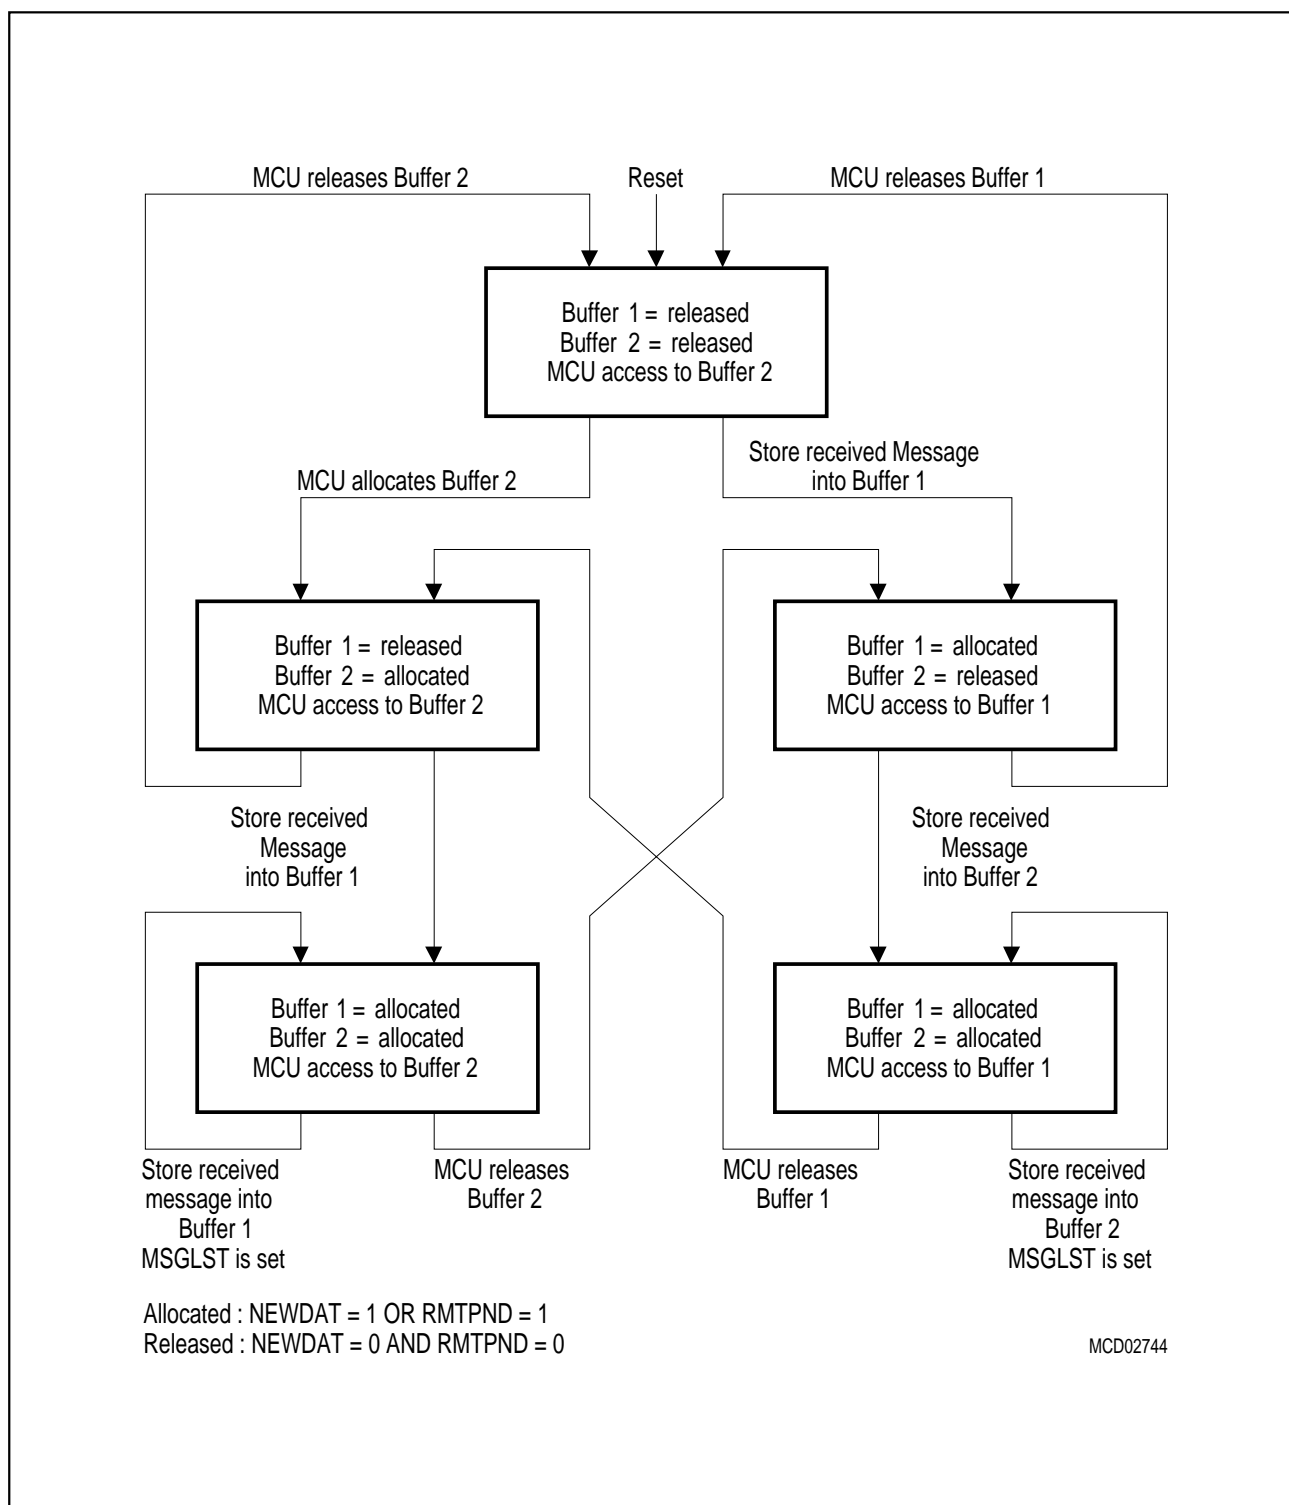 MCU releases Buffer 2
Reset
MCU releases Buffer 1
Buffer 1 = released
Buffer 2 = released
MCU access to Buffer 2
MCU allocates Buffer 2
Store received Message
into Buffer 1
Buffer 1 = released
Buffer 2 = allocated
MCU access to Buffer 2
Buffer 1 = allocated
Buffer 2 = released
MCU access to Buffer 1
Store received
Message
into Buffer 1
Store received
Message
into Buffer 2
Buffer 1 = allocated
Buffer 2 = allocated
MCU access to Buffer 2
Buffer 1 = allocated
Buffer 2 = allocated
MCU access to Buffer 1
Store received
message into
Buffer 1
MSGLST is set
MCU releases
Buffer 2
MCU releases
Buffer 1
Store received
message into
Buffer 2
MSGLST is set
Allocated : NEWDAT = 1 OR RMTPND = 1
Released : NEWDAT = 0 AND RMTPND = 0
MCD02744